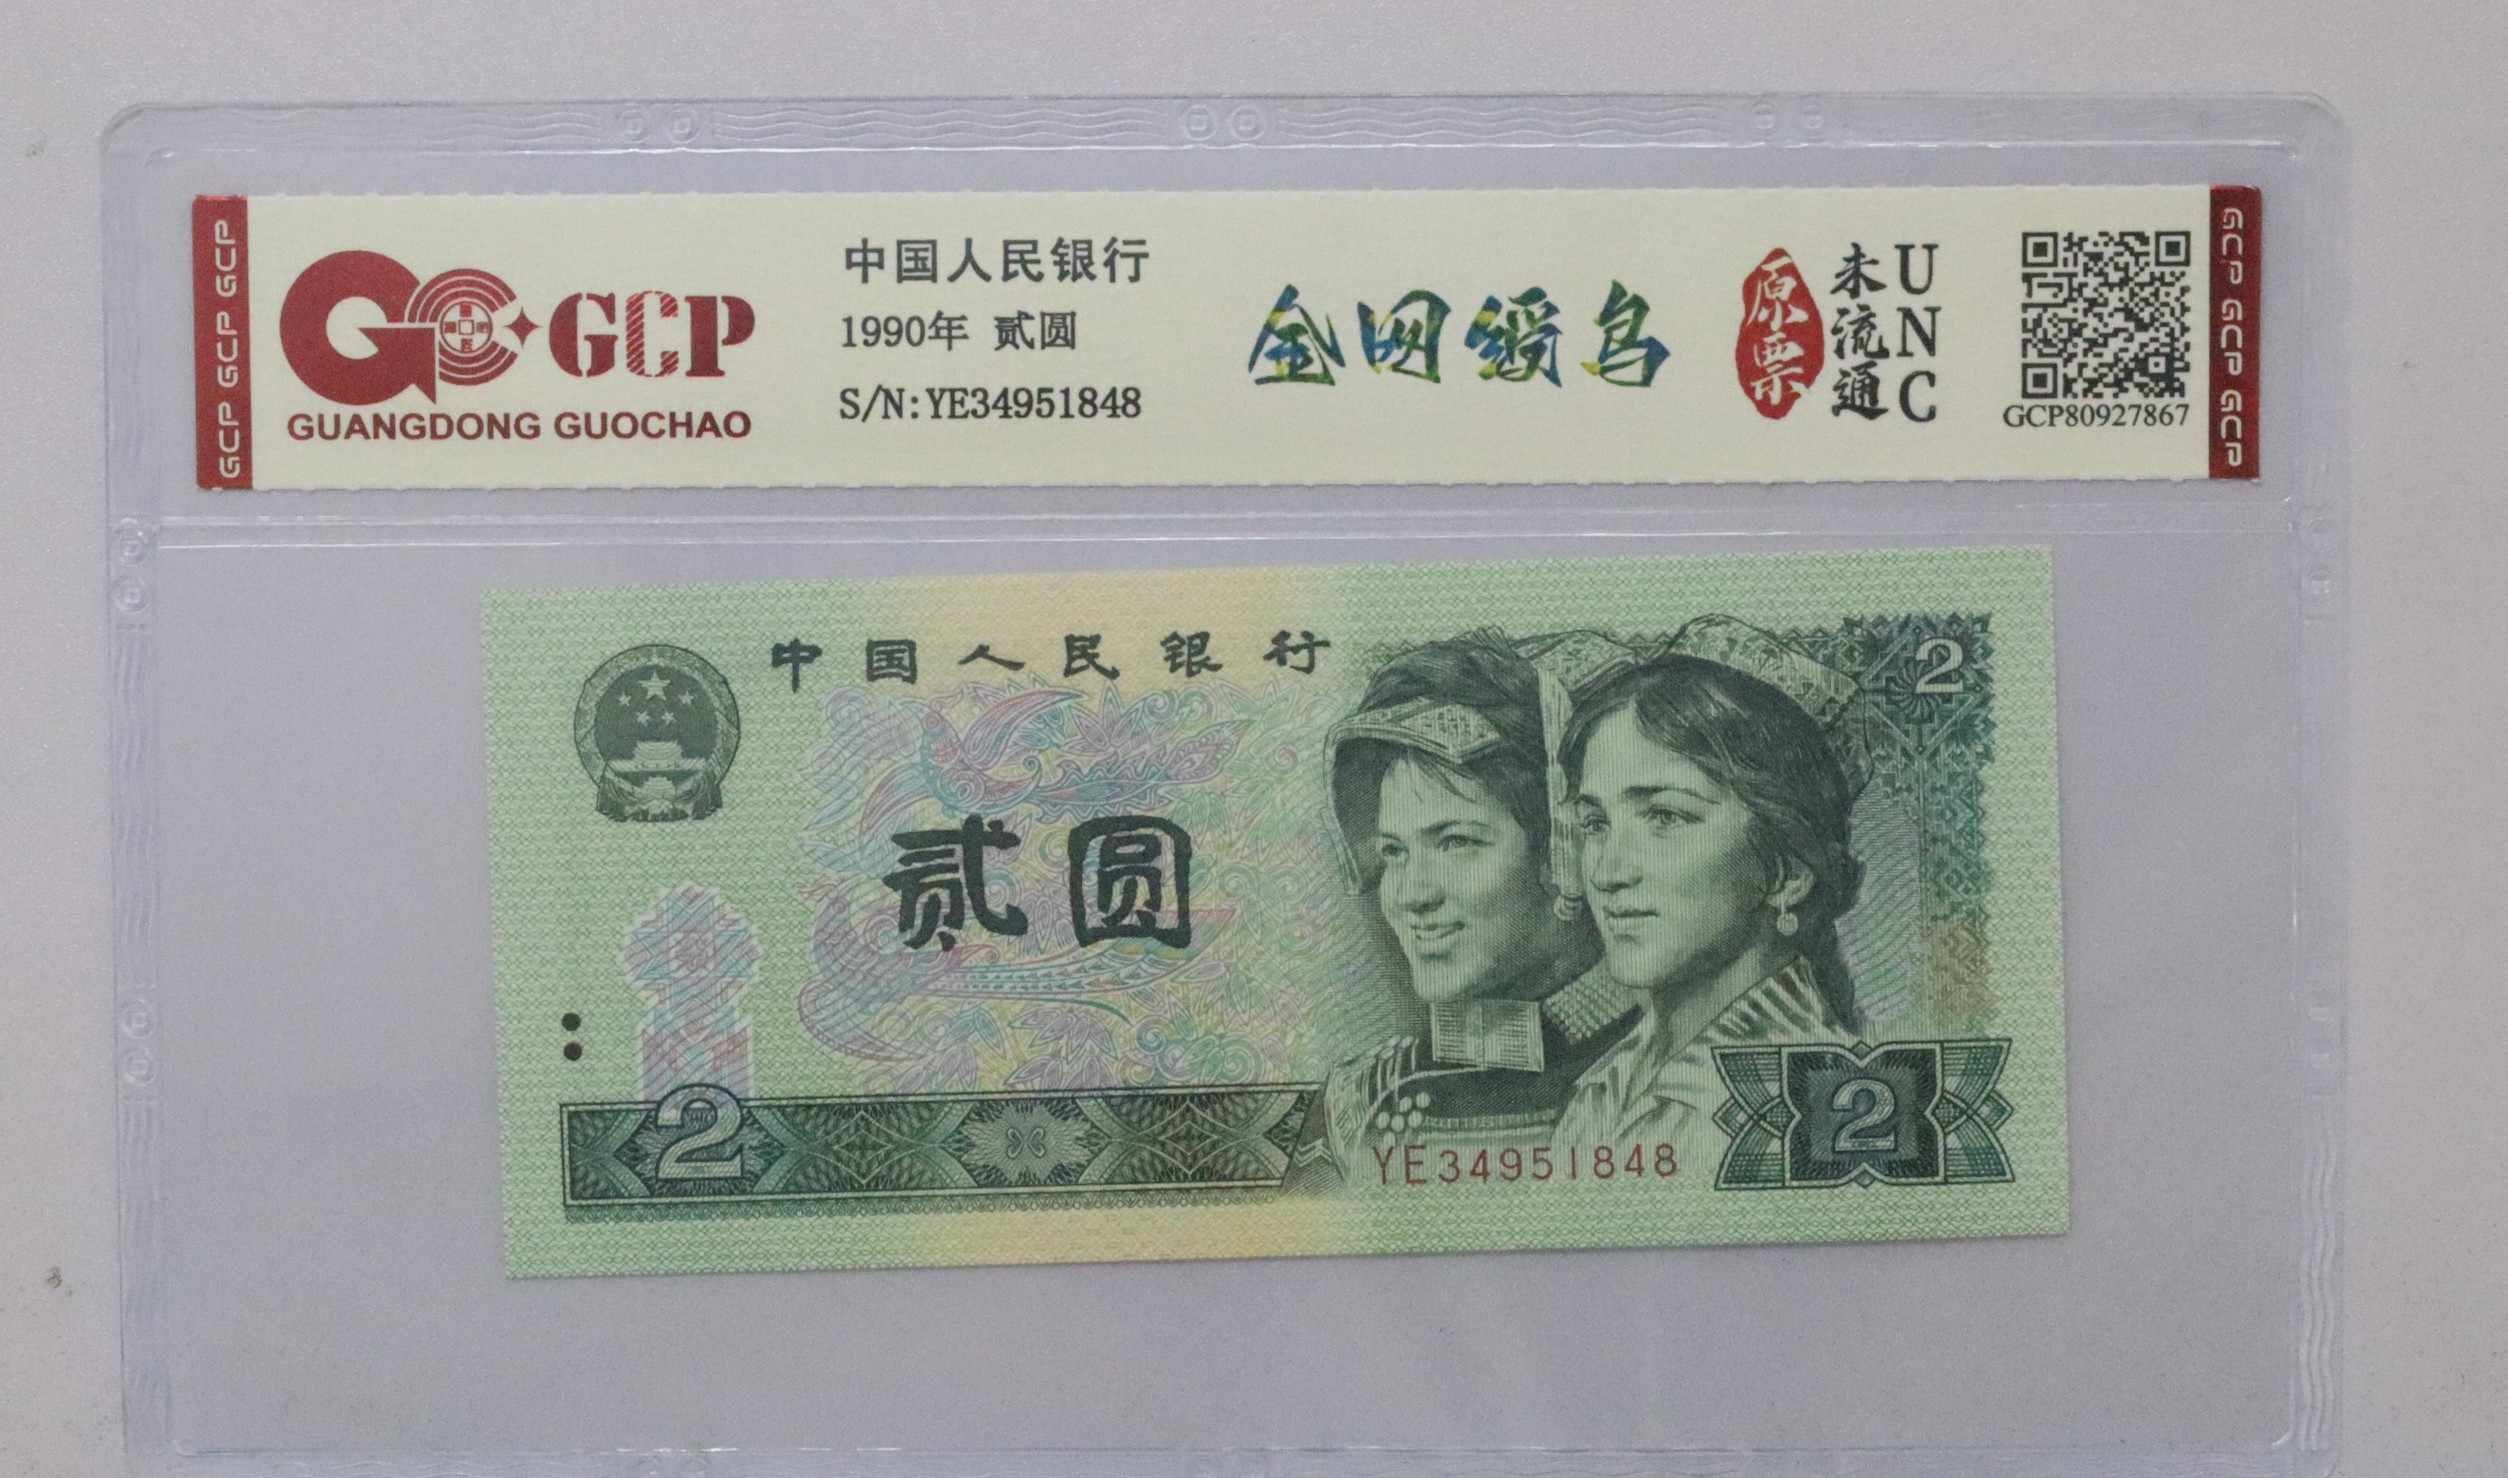 GCP GCP GCP
GCP
GUANGDONG GUOCHAO
中国人民银行
1990年 贰圆
S/N:YE34951848
金网绶鸟
原票
未流通
UNC
GCP80927867
GCP GCP GCP
中国人民银行
2
贰圆
2
YE34951848
2